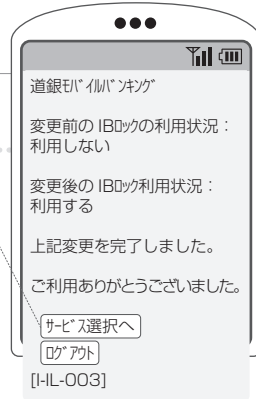 道銀ﾓﾊﾞｲﾙﾊﾞﾝｷﾝｸﾞ
変更前の IBﾛｯｸの利用状況：
利用しない
変更後の IBﾛｯｸ利用状況：
利用する
上記変更を完了しました。
ご利用ありがとうございました。
ｻｰﾋﾞｽ選択へ
ﾛｸﾞｱｳﾄ
[I-IL-003]